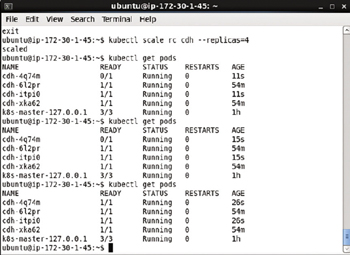 ubuntu@ip-172-30-1-45: ~
File Edit View Search Terminal Help
exit
ubuntu@ip-172-30-1-45:~$ kubectl scale rc cdh --replicas=4
scaled
ubuntu@ip-172-30-1-45:~$ kubectl get pods
NAME READY STATUS RESTARTS AGE
cdh-4q74m 0/1 Running 0 11s
cdh-6l2pr 1/1 Running 0 54m
cdh-itpi0 1/1 Running 0 11s
cdh-xka62 1/1 Running 0 54m
k8s-master-127.0.0.1 3/3 Running 0 1h
ubuntu@ip-172-30-1-45:~$ kubectl get pods
NAME READY STATUS RESTARTS AGE
cdh-4q74m 0/1 Running 0 15s
cdh-6l2pr 1/1 Running 0 54m
cdh-itpi0 1/1 Running 0 15s
cdh-xka62 1/1 Running 0 54m
k8s-master-127.0.0.1 3/3 Running 0 1h
ubuntu@ip-172-30-1-45:~$ kubectl get pods
NAME READY STATUS RESTARTS AGE
cdh-4q74m 1/1 Running 0 26s
cdh-6l2pr 1/1 Running 0 54m
cdh-itpi0 1/1 Running 0 26s
cdh-xka62 1/1 Running 0 54m
k8s-master-127.0.0.1 3/3 Running 0 1h
ubuntu@ip-172-30-1-45:~$